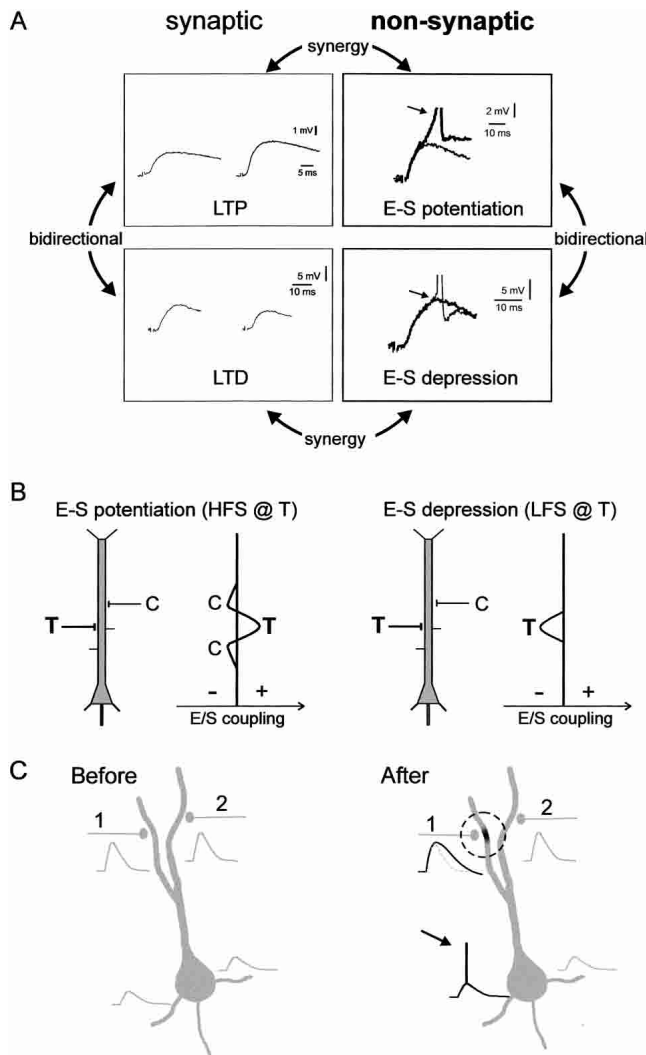 A
synaptic
non-synaptic
synergy
1 mV
5 ms
LTP
2 mV
10 ms
E-S potentiation
bidirectional
bidirectional
5 mV
10 ms
LTD
5 mV
10 ms
E-S depression
synergy
B
E-S potentiation (HFS @ T)
E-S depression (LFS @ T)
C
T
C
T
C
- +
E/S coupling
C
T
T
- +
E/S coupling
C
Before
After
1
2
1
2